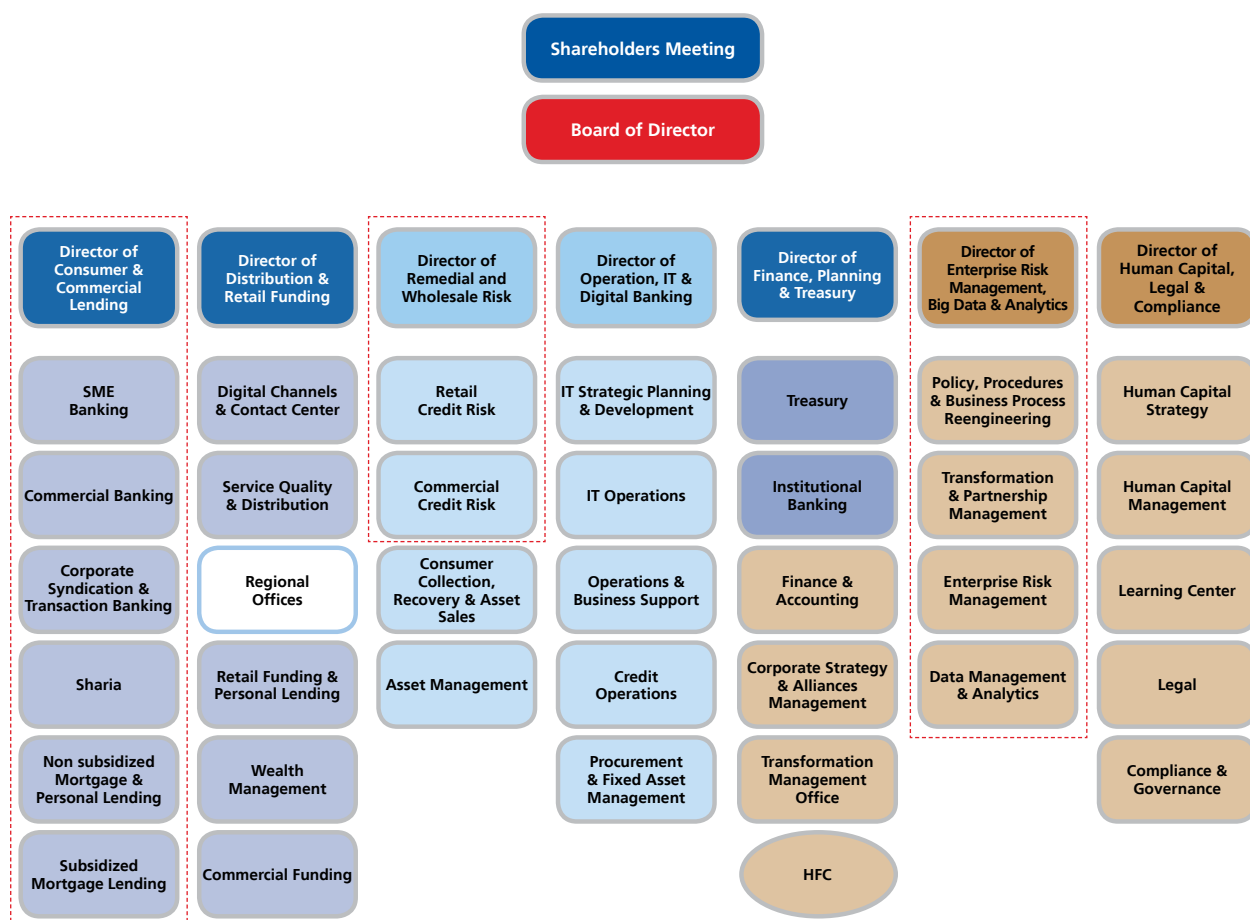 Shareholders Meeting
Board of Director
Director of
Consumer &
Commercial
Lending
Director of
Distribution &
Retail Funding
Director of
Remedial and
Wholesale Risk
Director of
Operation, IT &
Digital Banking
Director of
Finance, Planning
& Treasury
Director of
Enterprise Risk
Management,
Big Data & Analytics
Director of
Human Capital,
Legal &
Compliance
SME
Banking
Digital Channels
& Contact Center
Retail
Credit Risk
IT Strategic Planning
& Development
Treasury
Policy, Procedures
& Business Process
Reengineering
Human Capital
Strategy
Commercial Banking
Service Quality
& Distribution
Commercial
Credit Risk
IT Operations
Institutional
Banking
Transformation
& Partnership
Management
Human Capital
Management
Corporate
Syndication &
Transaction Banking
Regional
Offices
Consumer
Collection,
Recovery & Asset
Sales
Operations &
Business Support
Finance &
Accounting
Enterprise Risk
Management
Learning Center
Sharia
Retail Funding &
Personal Lending
Asset Management
Credit
Operations
Corporate Strategy
& Alliances
Management
Data Management
& Analytics
Legal
Non subsidized
Mortgage &
Personal Lending
Wealth
Management
Procurement
& Fixed Asset
Management
Transformation
Management
Office
Compliance &
Governance
Subsidized
Mortgage Lending
Commercial Funding
HFC